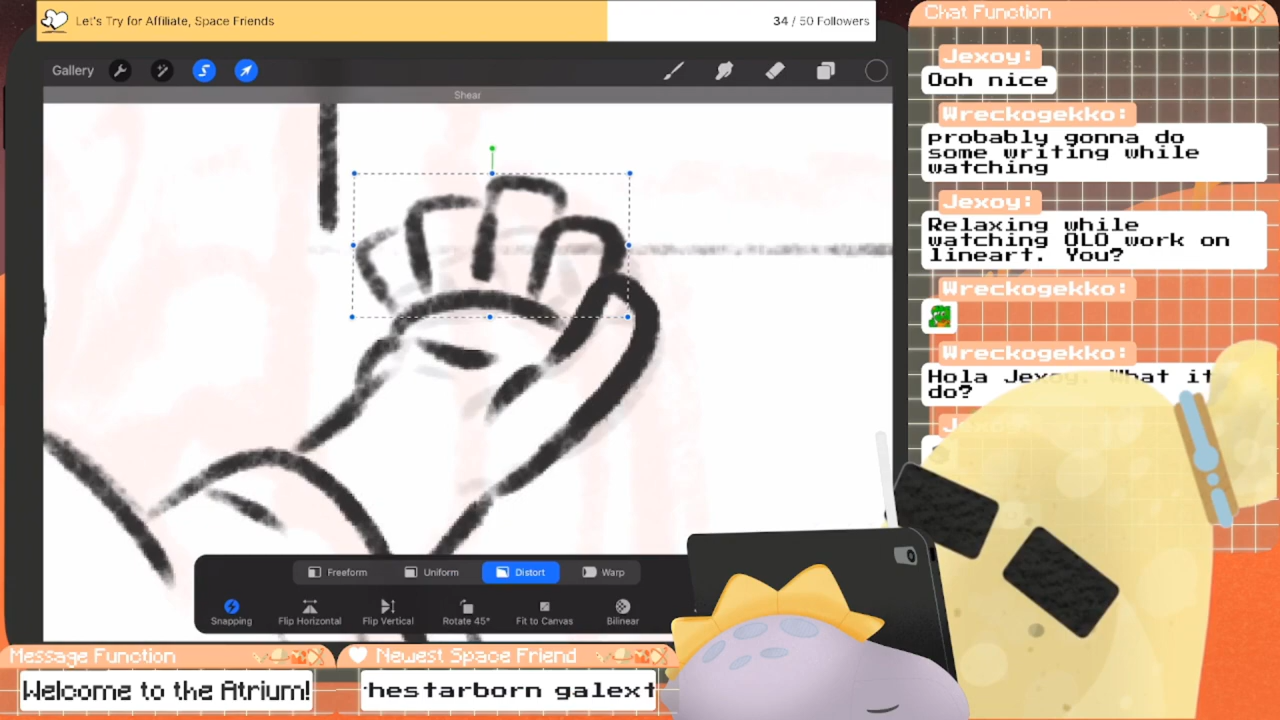 Let's Try for Affiliate, Space Friends
34 / 50 Followers
Gallery
Shear
Freeform
Uniform
Distort
Warp
Snapping
Flip Horizontal
Flip Vertical
Rotate 45°
Fit to Canvas
Bilinear
Chat Function
Jexoy:
Ooh nice
Wreckogekko:
probably gonna do
some writing while
watching
Jexoy:
Relaxing while
watching OLO work on
lineart. You?
Wreckogekko:
Wreckogekko:
Hola Jexoy. What it
do?
Message Function
Welcome to the Atrium!
Newest Space Friend
hestarborn galext